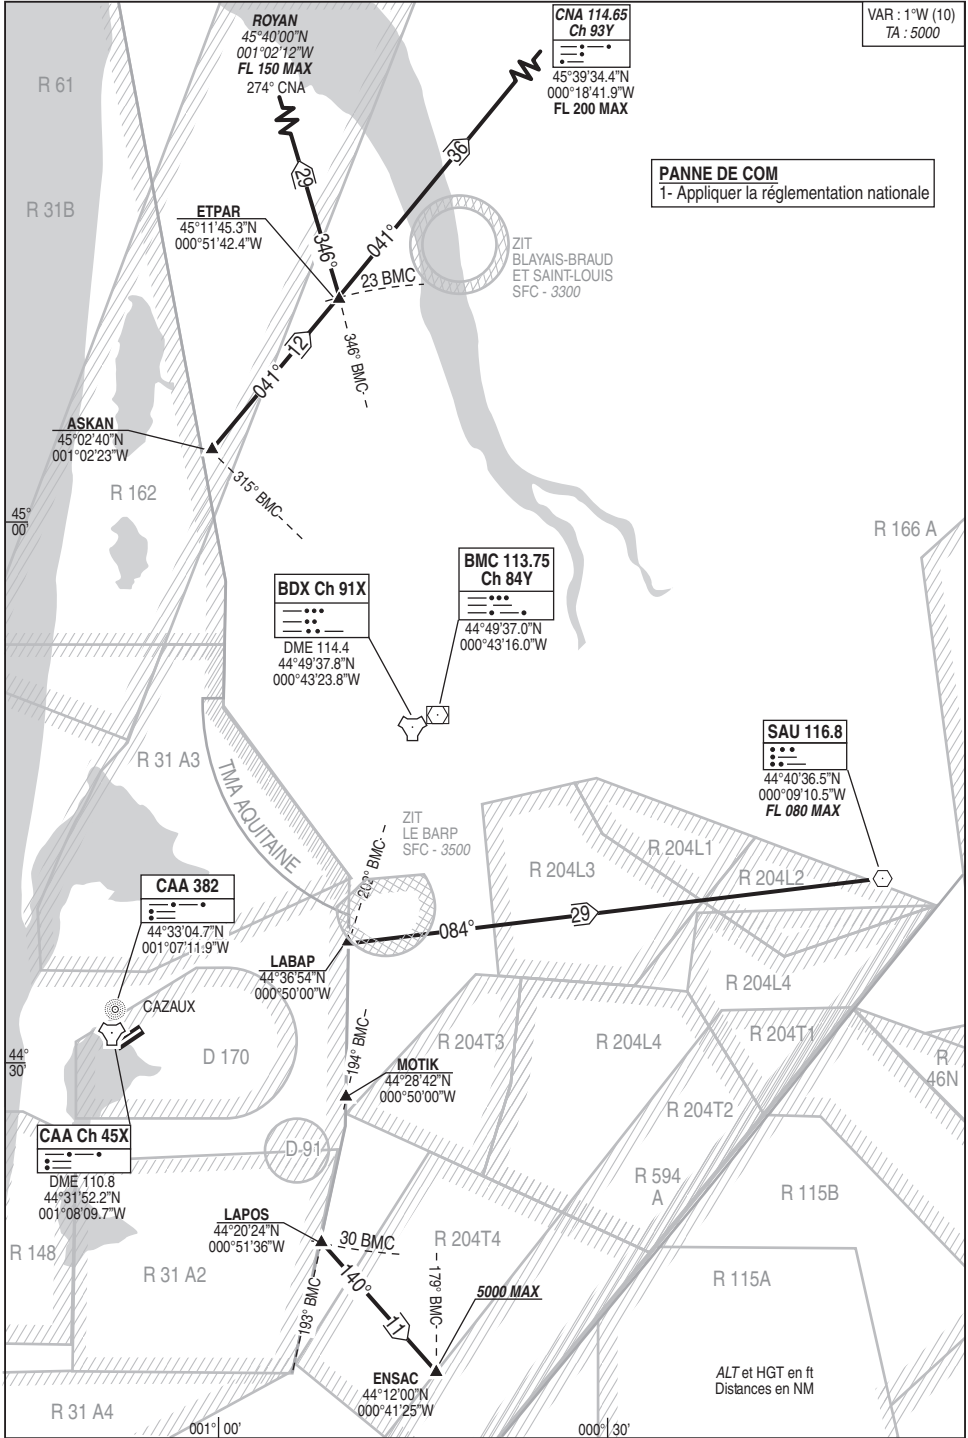 ROYAN
45°40'00"N
001°02'12"W
FL 150 MAX
274° CNA
CNA 114.65
Ch 93Y
45°39'34.4"N
000°18'41.9"W
FL 200 MAX
VAR : 1°W (10)
TA : 5000
R 61
PANNE DE COM
1- Appliquer la réglementation nationale
36
29
R 31B
ETPAR
45°11'45.3"N
000°51'42.4"W
346°
041°
23 BMC
ZIT
BLAYAIS-BRAUD
ET SAINT-LOUIS
SFC - 3300
12
346° BMC
041°
ASKAN
45°02'40"N
001°02'23"W
315° BMC
R 162
45°
00'
R 166 A
BDX Ch 91X
DME 114.4
44°49'37.8"N
000°43'23.8"W
BMC 113.75
Ch 84Y
44°49'37.0"N
000°43'16.0"W
R 31 A3
TMA AQUITAINE
SAU 116.8
44°40'36.5"N
000°09'10.5"W
FL 080 MAX
ZIT
LE BARP
SFC - 3500
202° BMC
R 204L3
R 204L1
R 204L2
CAA 382
44°33'04.7"N
001°07'11.9"W
084°
29
LABAP
44°36'54"N
000°50'00"W
R 204L4
CAZAUX
D 170
194° BMC
R 204T3
R 204L4
R 204T1
R
46N
44°
30'
MOTIK
44°28'42"N
000°50'00"W
R 204T2
CAA Ch 45X
DME 110.8
44°31'52.2"N
001°08'09.7"W
D 91
R 594
A
R 115B
LAPOS
44°20'24"N
000°51'36"W
30 BMC
R 204T4
R 148
R 31 A2
140°
193° BMC
179° BMC
5000 MAX
R 115A
11
ENSAC
44°12'00"N
000°41'25"W
ALT et HGT en ft
Distances en NM
R 31 A4
001° 00'
000° 30'